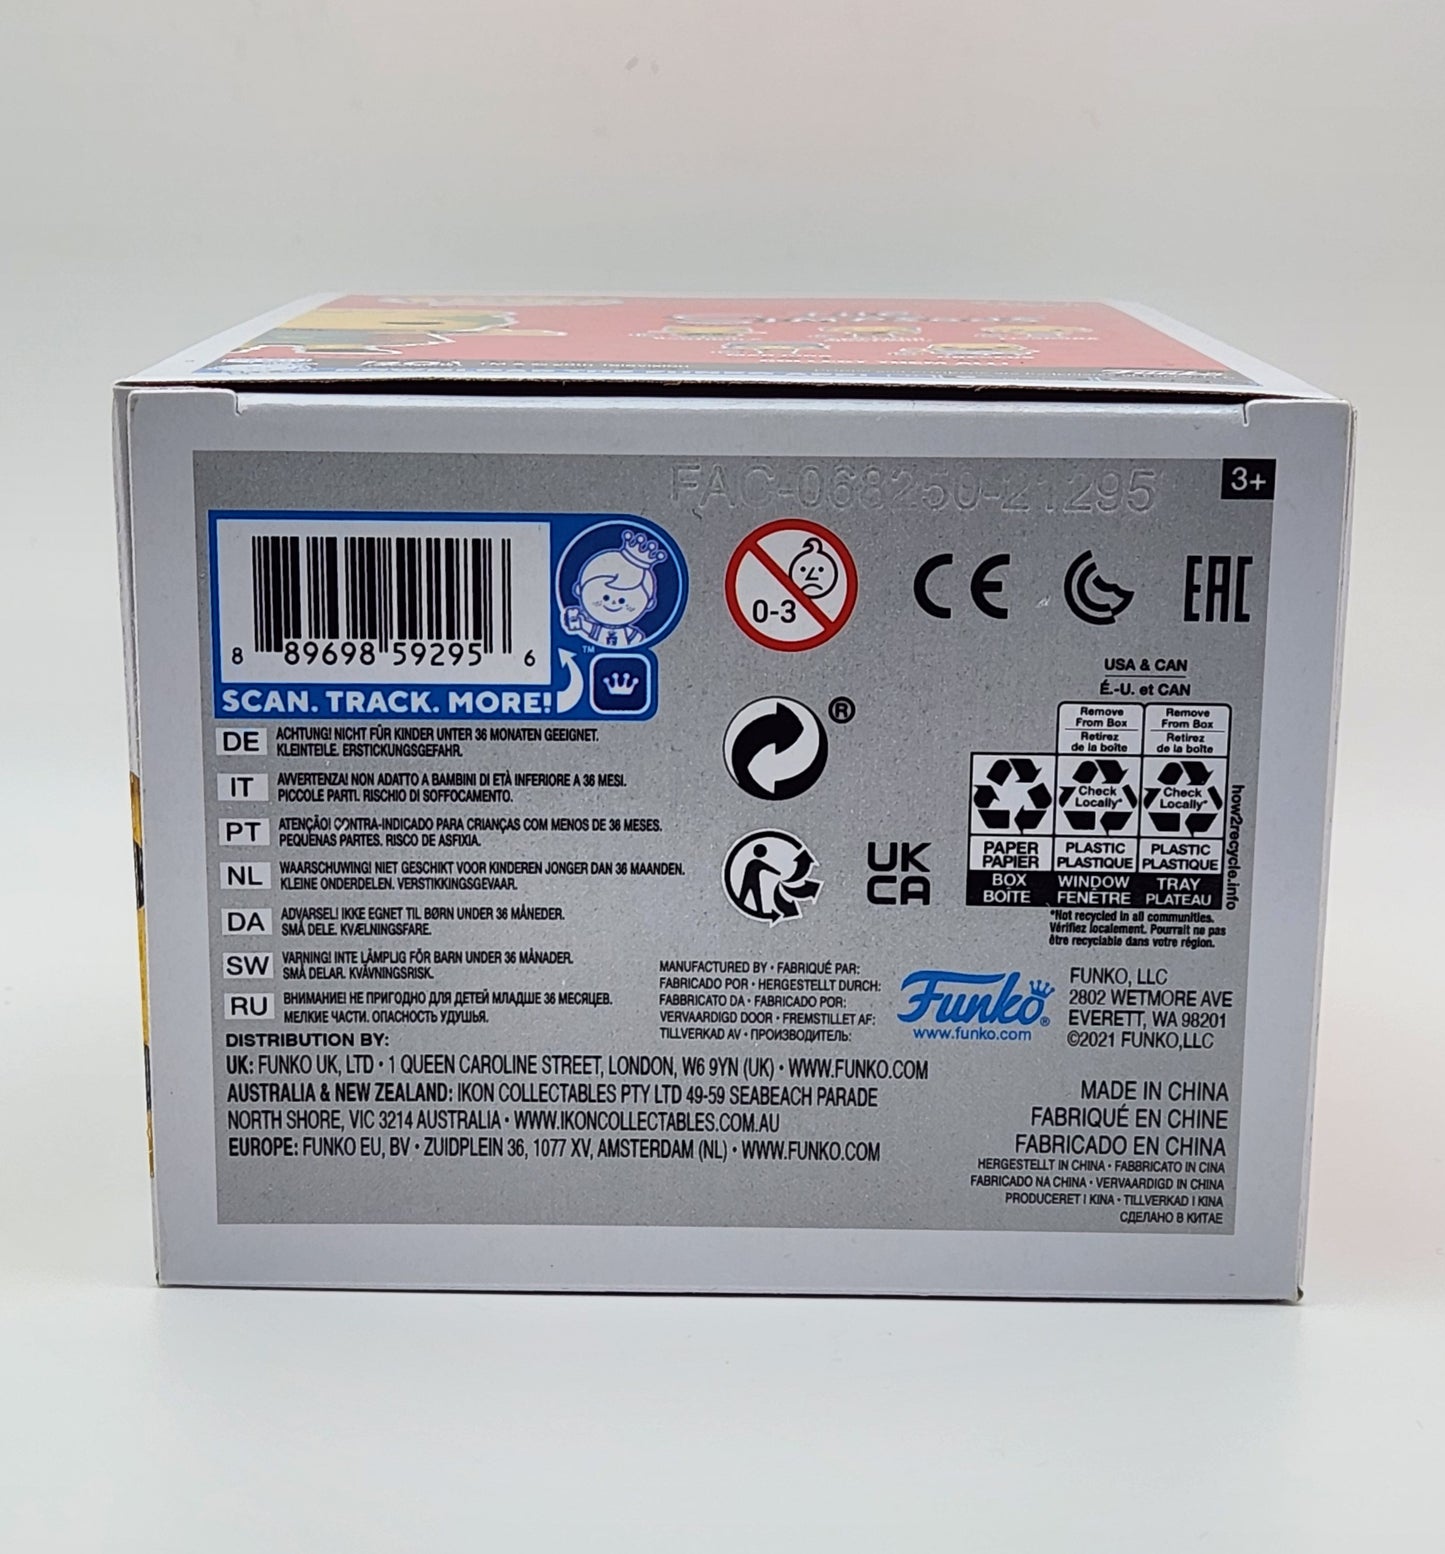 FAC-068250-21295
3+
8 89698 59295 6
SCAN. TRACK. MORE!
TM
0-3
CE
EAC
USA & CAN
É.-U. et CAN
Remove
From Box
Retirez
de la boîte
Remove
From Box
Retirez
de la boîte
Check
Locally*
Check
Locally*
PAPER
PAPIER
PLASTIC
PLASTIQUE
PLASTIC
PLASTIQUE
BOX
BOÎTE
WINDOW
FENÊTRE
TRAY
PLATEAU
how2recycle.info
*Not recycled in all communities.
Vérifiez localement. Pourrait ne pas
être recyclable dans votre région.
®
UK
CA
DE ACHTUNG! NICHT FÜR KINDER UNTER 36 MONATEN GEEIGNET.
KLEINTEILE. ERSTICKUNGSGEFAHR.
IT AVVERTENZA! NON ADATTO A BAMBINI DI ETÀ INFERIORE A 36 MESI.
PICCOLE PARTI. RISCHIO DI SOFFOCAMENTO.
PT ATENÇÃO! CONTRA-INDICADO PARA CRIANÇAS COM MENOS DE 36 MESES.
PEQUENAS PARTES. RISCO DE ASFIXIA.
NL WAARSCHUWING! NIET GESCHIKT VOOR KINDEREN JONGER DAN 36 MAANDEN.
KLEINE ONDERDELEN. VERSTIKKINGSGEVAAR.
DA ADVARSEL! IKKE EGNET TIL BØRN UNDER 36 MÅNEDER.
SMÅ DELE. KVÆLNINGSFARE.
SW VARNING! INTE LÄMPLIG FÖR BARN UNDER 36 MÅNADER.
SMÅ DELAR. KVÄVNINGSRISK.
RU ВНИМАНИЕ! НЕ ПРИГОДНО ДЛЯ ДЕТЕЙ МЛАДШЕ 36 МЕСЯЦЕВ.
МЕЛКИЕ ЧАСТИ. ОПАСНОСТЬ УДУШЬЯ.
MANUFACTURED BY • FABRIQUÉ PAR:
FABRICADO POR • HERGESTELLT DURCH:
FABBRICATO DA • FABRICADO POR:
VERVAARDIGD DOOR • FREMSTILLET AF:
TILLVERKAD AV • ПРОИЗВОДИТЕЛЬ:
Funko®
www.funko.com
FUNKO, LLC
2802 WETMORE AVE
EVERETT, WA 98201
©2021 FUNKO,LLC
DISTRIBUTION BY:
UK: FUNKO UK, LTD • 1 QUEEN CAROLINE STREET, LONDON, W6 9YN (UK) • WWW.FUNKO.COM
AUSTRALIA & NEW ZEALAND: IKON COLLECTABLES PTY LTD 49-59 SEABEACH PARADE
NORTH SHORE, VIC 3214 AUSTRALIA • WWW.IKONCOLLECTABLES.COM.AU
EUROPE: FUNKO EU, BV • ZUIDPLEIN 36, 1077 XV, AMSTERDAM (NL) • WWW.FUNKO.COM
MADE IN CHINA
FABRIQUÉ EN CHINE
FABRICADO EN CHINA
HERGESTELLT IN CHINA • FABBRICATO IN CINA
FABRICADO NA CHINA • VERVAARDIGD IN CHINA
PRODUCERET I KINA • TILLVERKAD I KINA
СДЕЛАНО В КИТАЕ